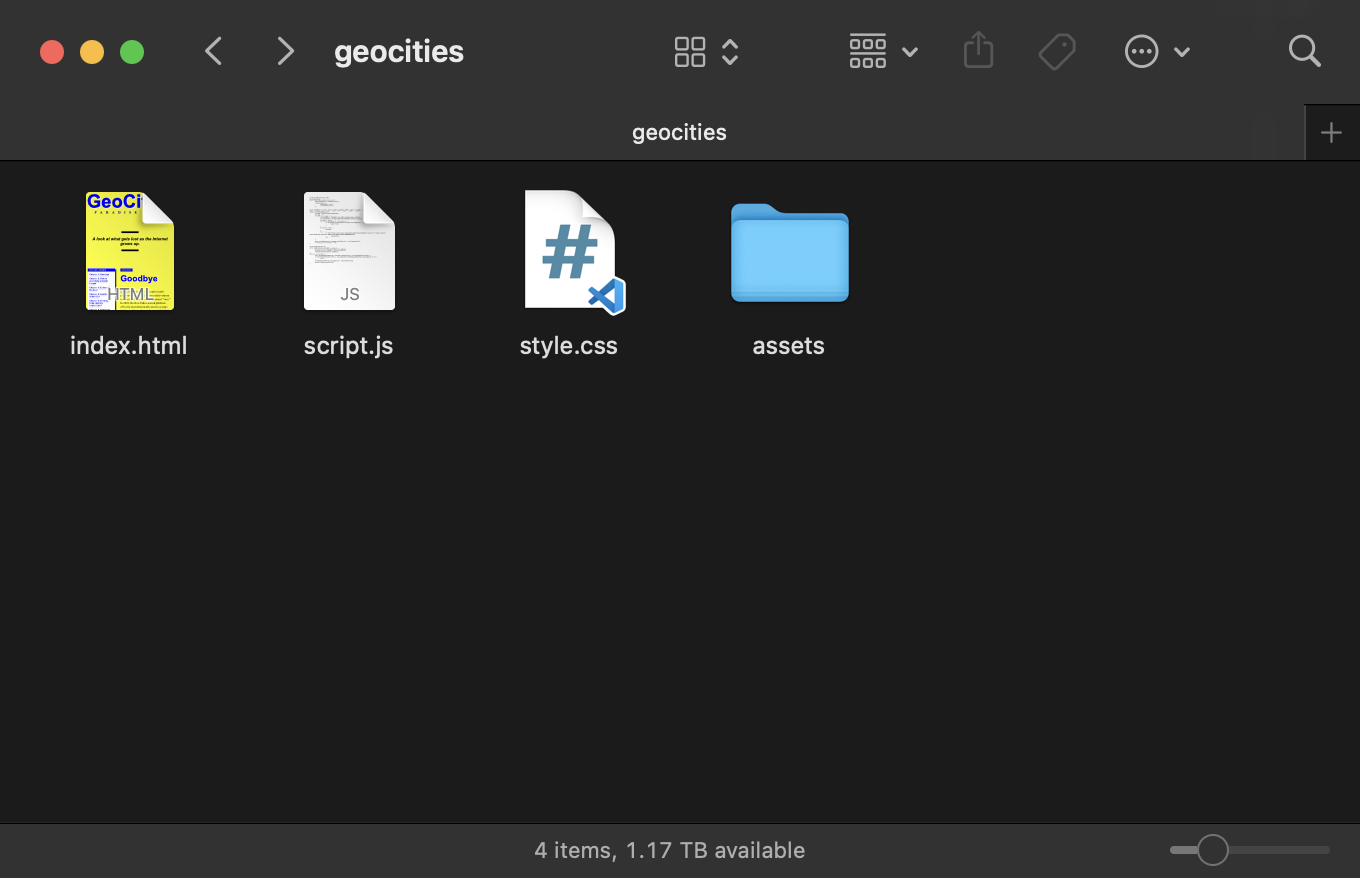 geocities
geocities
GeoCi
PARADISE
A look at what gets lost as the internet
grows up.
Goodbye
HTML
JS
#
index.html
script.js
style.css
assets
4 items, 1.17 TB available